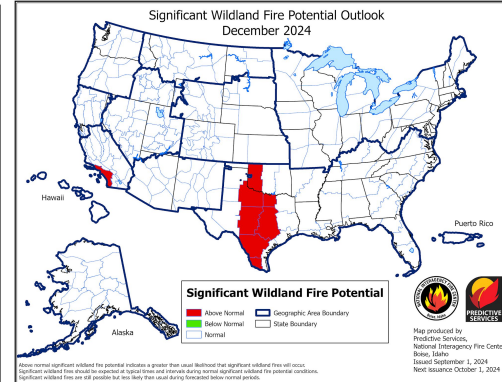 Significant Wildland Fire Potential Outlook
December 2024
Hawaii
Puerto Rico
Alaska
Significant Wildland Fire Potential
Above Normal
Geographic Area Boundary
Below Normal
State Boundary
Normal
PREDICTIVE
SERVICES
Map produced by
Predictive Services,
National Interagency Fire Cente
Boise, Idaho
Issued September 1, 2024
Next issuance October 1, 202
Above normal significant wildland fire potential indicates a greater than usual likelihood that significant wildland fires will occur.
Significant wildland fires should be expected at typical times and intervals during normal significant wildland fire potential conditions.
Significant wildland fires are still possible but less likely than usual during forecasted below normal periods.